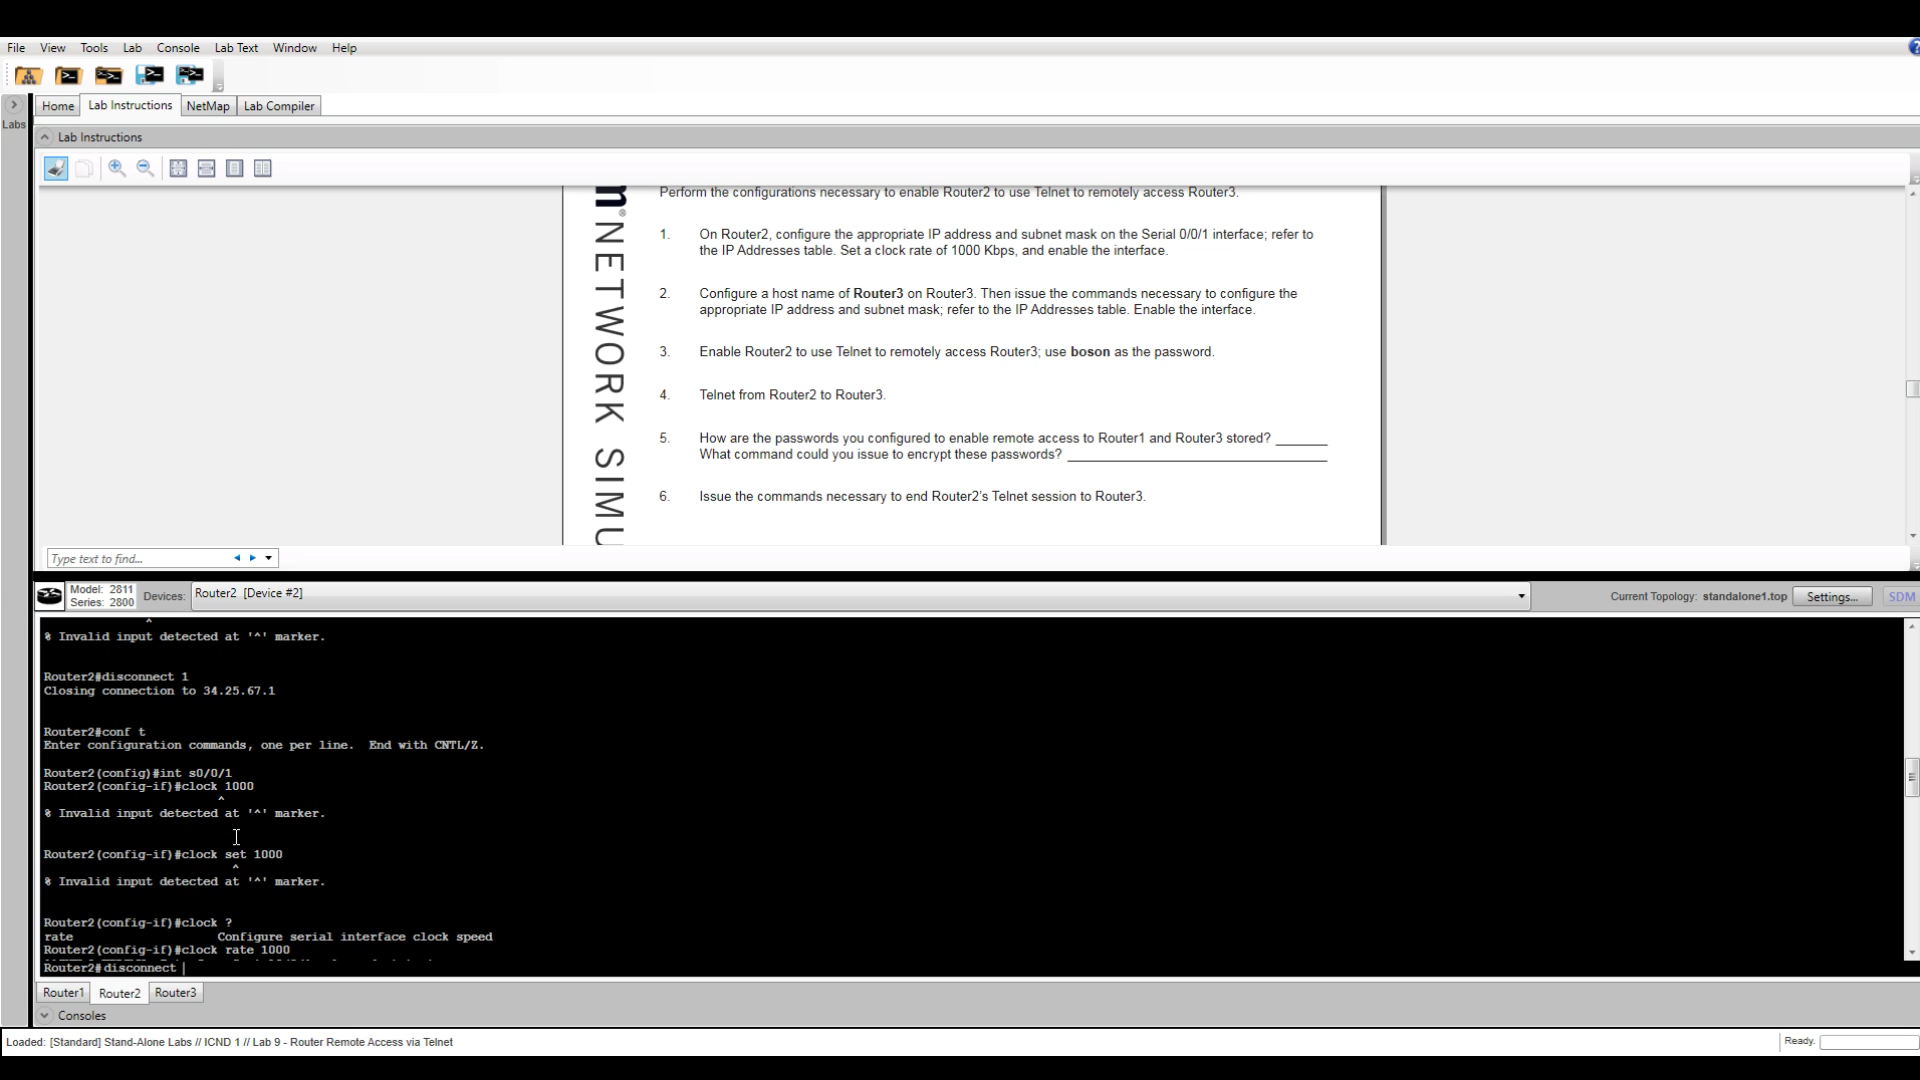 File View Tools Lab Console Lab Text Window Help
Labs
Home Lab Instructions NetMap Lab Compiler
Lab Instructions
m® NETWORK SIMU
Perform the configurations necessary to enable Router2 to use Telnet to remotely access Router3.
1. On Router2, configure the appropriate IP address and subnet mask on the Serial 0/0/1 interface; refer to
the IP Addresses table. Set a clock rate of 1000 Kbps, and enable the interface.
2. Configure a host name of Router3 on Router3. Then issue the commands necessary to configure the
appropriate IP address and subnet mask; refer to the IP Addresses table. Enable the interface.
3. Enable Router2 to use Telnet to remotely access Router3; use boson as the password.
4. Telnet from Router2 to Router3.
5. How are the passwords you configured to enable remote access to Router1 and Router3 stored? _______
What command could you issue to encrypt these passwords? ___________________________________
6. Issue the commands necessary to end Router2's Telnet session to Router3.
Type text to find...
Model: 2811
Series: 2800
Devices: Router2 [Device #2]
Current Topology: standalone1.top Settings... SDM
^
% Invalid input detected at '^' marker.
Router2#disconnect 1
Closing connection to 34.25.67.1
Router2#conf t
Enter configuration commands, one per line. End with CNTL/Z.
Router2(config)#int s0/0/1
Router2(config-if)#clock 1000
^
% Invalid input detected at '^' marker.
Router2(config-if)#clock set 1000
^
% Invalid input detected at '^' marker.
Router2(config-if)#clock ?
rate Configure serial interface clock speed
Router2(config-if)#clock rate 1000
Router2#disconnect
Router1 Router2 Router3
Consoles
Loaded: [Standard] Stand-Alone Labs // ICND 1 // Lab 9 - Router Remote Access via Telnet
Ready.